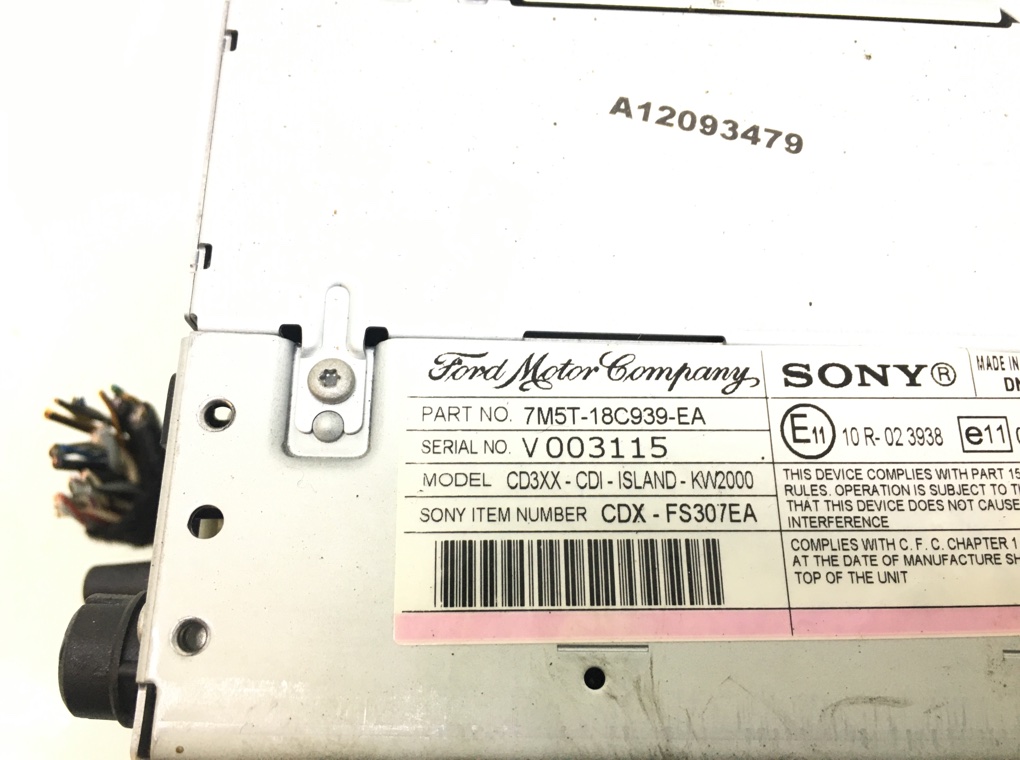 A12093479
Ford Motor Company
PART NO. 7M5T-18C939-EA
SERIAL NO. V003115
MODEL CD3XX - CDI - ISLAND - KW2000
SONY ITEM NUMBER CDX - FS307EA
SONY®
MADE IN
E11 10 R- 02 3938 e11
THIS DEVICE COMPLIES WITH PART 15
RULES. OPERATION IS SUBJECT TO
THAT THIS DEVICE DOES NOT CAUSE
INTERFERENCE
COMPLIES WITH C. F. C. CHAPTER 1
AT THE DATE OF MANUFACTURE
TOP OF THE UNIT